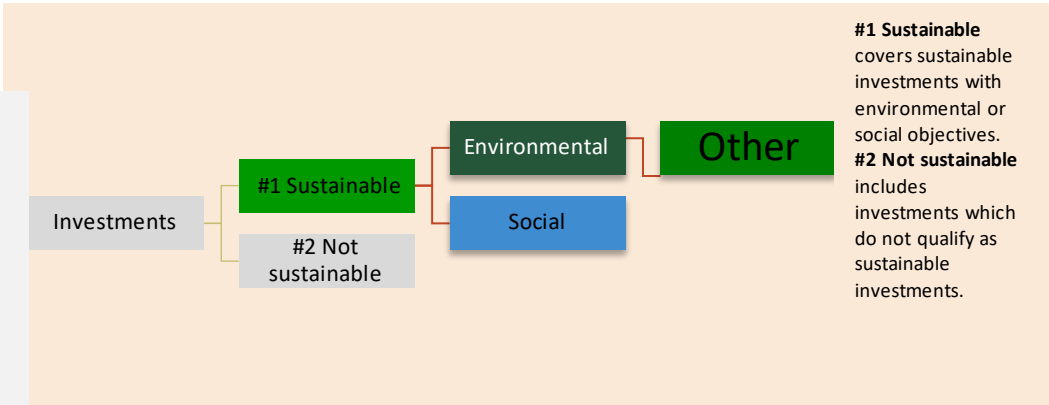 Investments
#1 Sustainable
#2 Not
sustainable
Environmental
Social
Other
#1 Sustainable
covers sustainable
investments with
environmental or
social objectives.
#2 Not sustainable
includes
investments which
do not qualify as
sustainable
investments.